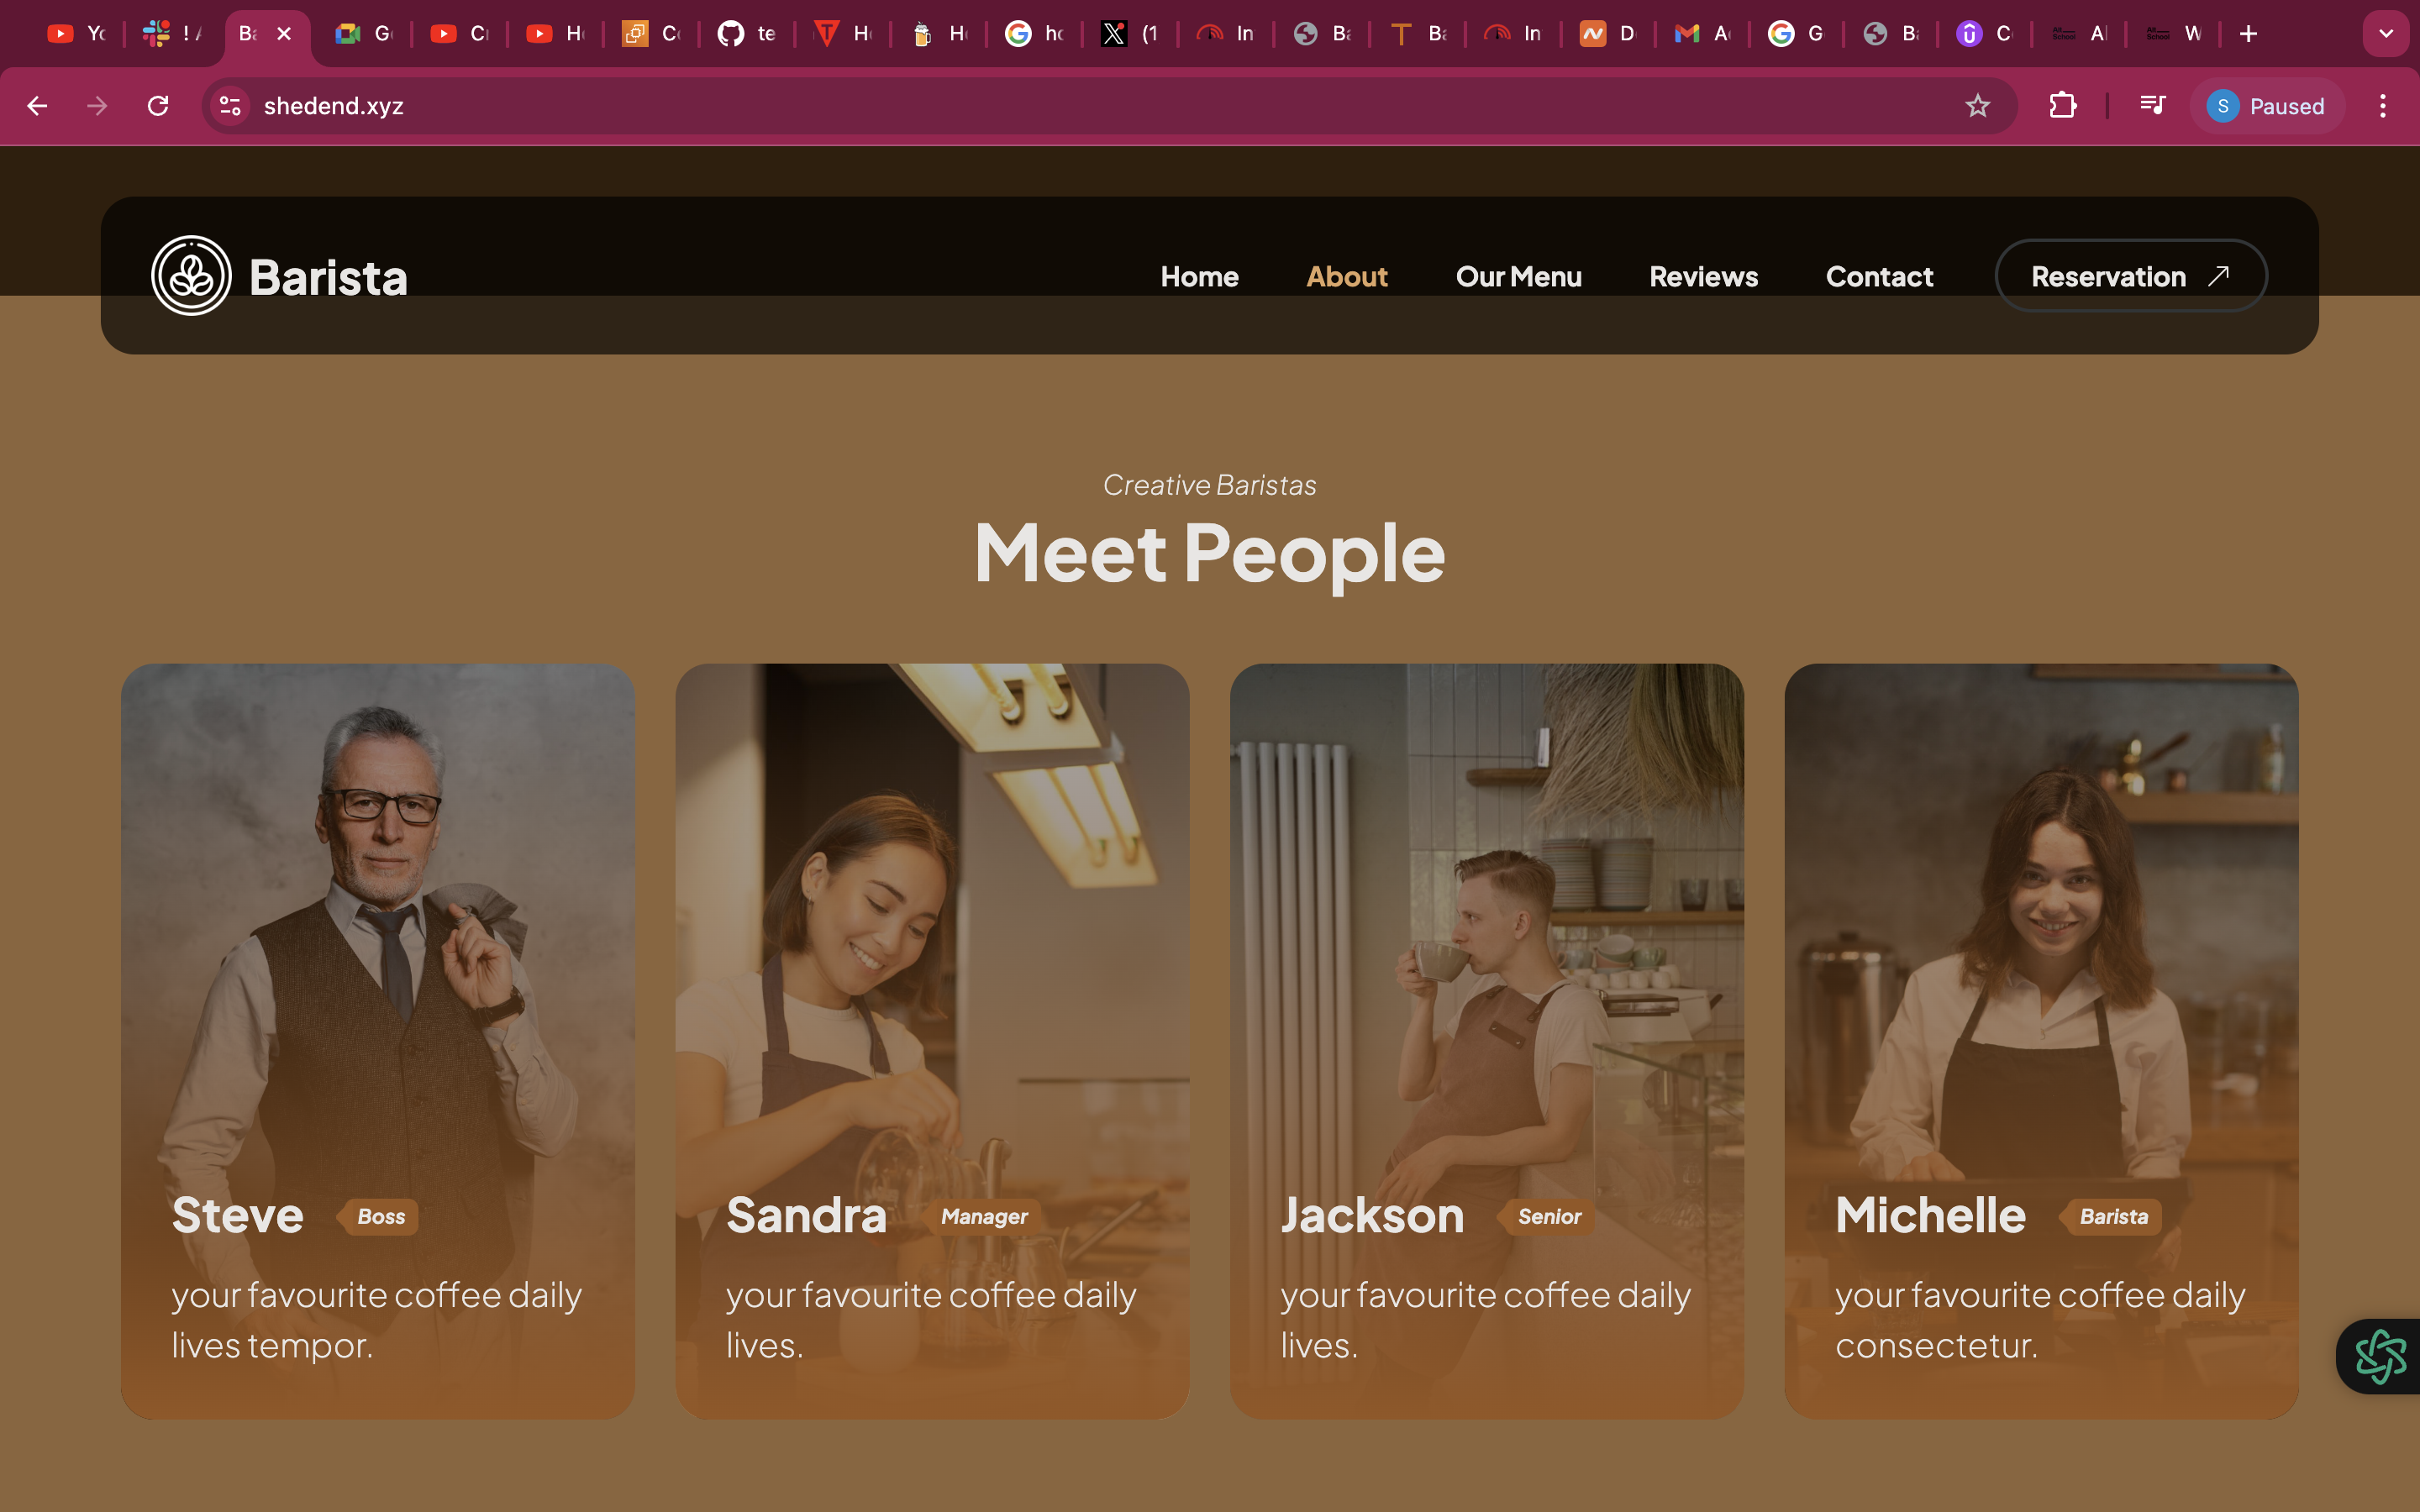 Yo
! A
Ba
G
C
H
Co
te
H
H
ho
(1
In
Ba
Ba
In
D
A
G
Ba
C
Al
W
shedend.xyz
S
Paused
Barista
Home
About
Our Menu
Reviews
Contact
Reservation
Creative Baristas
Meet People
Steve
Boss
your favourite coffee daily
lives tempor.
Sandra
Manager
your favourite coffee daily
lives.
Jackson
Senior
your favourite coffee daily
lives.
Michelle
Barista
your favourite coffee daily
consectetur.